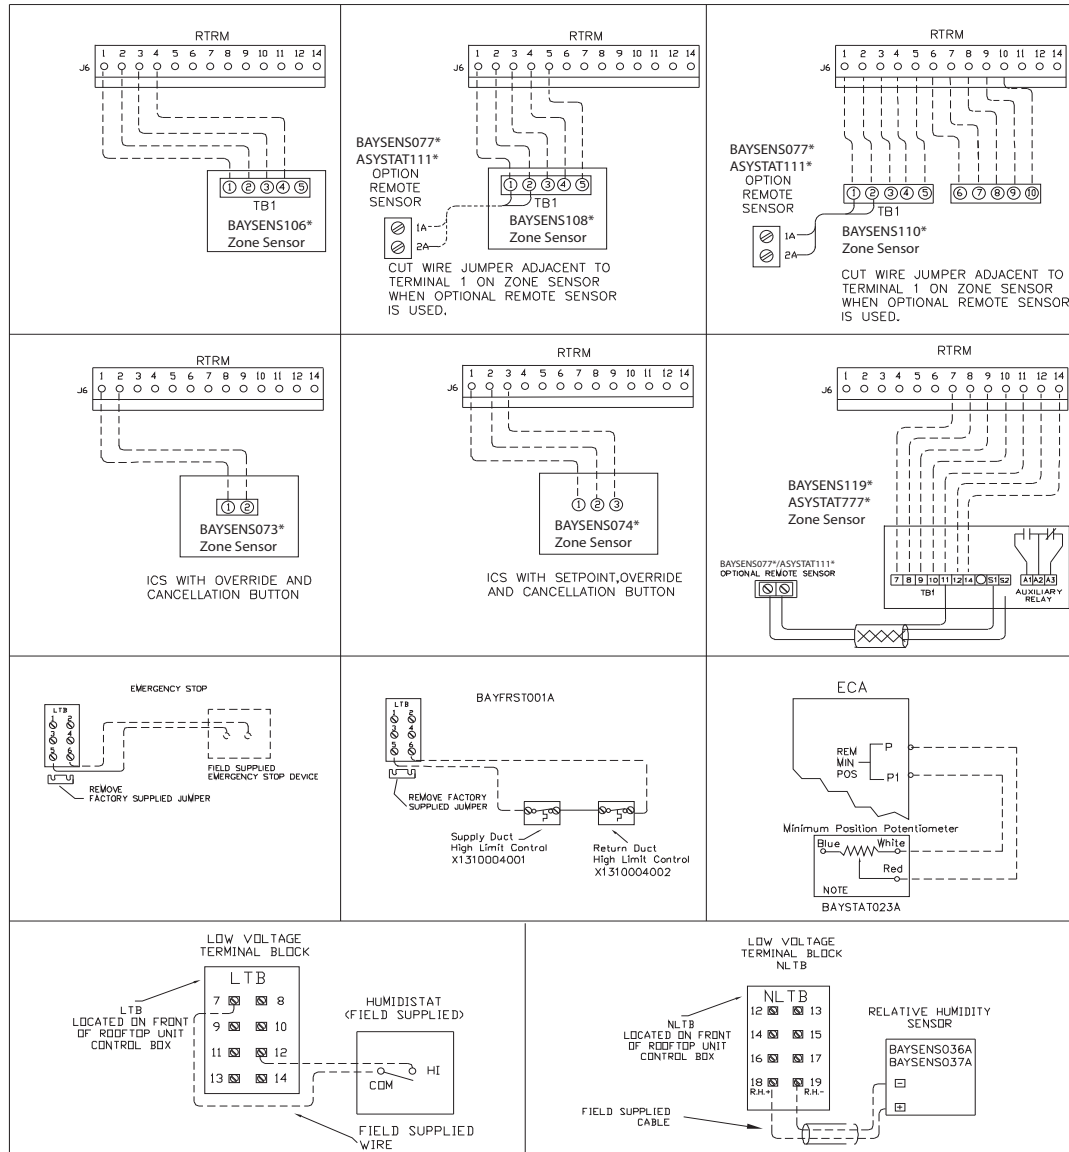 RTRM
1 2 3 4 5 6 7 8 9 10 11 12 14
J6
1 2 3 4 5
TB1
BAYSENS106*
Zone Sensor
RTRM
1 2 3 4 5 6 7 8 9 10 11 12 14
J6
BAYSENS077*
ASYSTAT111*
OPTION
REMOTE
SENSOR
1 2 3 4 5
TB1
1A
2A
BAYSENS108*
Zone Sensor
CUT WIRE JUMPER ADJACENT TO
TERMINAL 1 ON ZONE SENSOR
WHEN OPTIONAL REMOTE SENSOR
IS USED.
RTRM
1 2 3 4 5 6 7 8 9 10 11 12 14
J6
BAYSENS077*
ASYSTAT111*
OPTION
REMOTE
SENSOR
1 2 3 4 5 6 7 8 9 10
TB1
1A
2A
BAYSENS110*
Zone Sensor
CUT WIRE JUMPER ADJACENT TO
TERMINAL 1 ON ZONE SENSOR
WHEN OPTIONAL REMOTE SENSOR
IS USED.
RTRM
1 2 3 4 5 6 7 8 9 10 11 12 14
J6
1 2
BAYSENS073*
Zone Sensor
ICS WITH OVERRIDE AND
CANCELLATION BUTTON
RTRM
1 2 3 4 5 6 7 8 9 10 11 12 14
J6
1 2 3
BAYSENS074*
Zone Sensor
ICS WITH SETPOINT,OVERRIDE
AND CANCELLATION BUTTON
RTRM
1 2 3 4 5 6 7 8 9 10 11 12 14
J6
BAYSENS119*
ASYSTAT777*
Zone Sensor
BAYSENS077*/ASYSTAT111*
OPTIONAL REMOTE SENSOR
7 8 9 10 11 12 14 S1 S2
A1 A2 A3
TB1
AUXILIARY
RELAY
EMERGENCY STOP
LTB
1 2
3 4
5 6
FIELD SUPPLIED
EMERGENCY STOP DEVICE
REMOVE
FACTORY SUPPLIED JUMPER
BAYFRST001A
LTB
1 2
3 4
5 6
REMOVE FACTORY
SUPPLIED JUMPER
Supply Duct
High Limit Control
X1310004001
Return Duct
High Limit Control
X1310004002
ECA
REM
MIN
POS
P
P1
Minimum Position Potentiometer
Blue White
Red
NOTE
BAYSTAT023A
LOW VOLTAGE
TERMINAL BLOCK
LTB
7 8
9 10
11 12
13 14
LTB
LOCATED ON FRONT
OF ROOFTOP UNIT
CONTROL BOX
HUMIDISTAT
(FIELD SUPPLIED)
HI
COM
FIELD SUPPLIED
WIRE
LOW VOLTAGE
TERMINAL BLOCK
NLTB
NLTB
12 13
14 15
16 17
18 19
R.H.+ R.H.-
NLTB
LOCATED ON FRONT
OF ROOFTOP UNIT
CONTROL BOX
RELATIVE HUMIDITY
SENSOR
BAYSENS036A
BAYSENS037A
-
+
FIELD SUPPLIED
CABLE